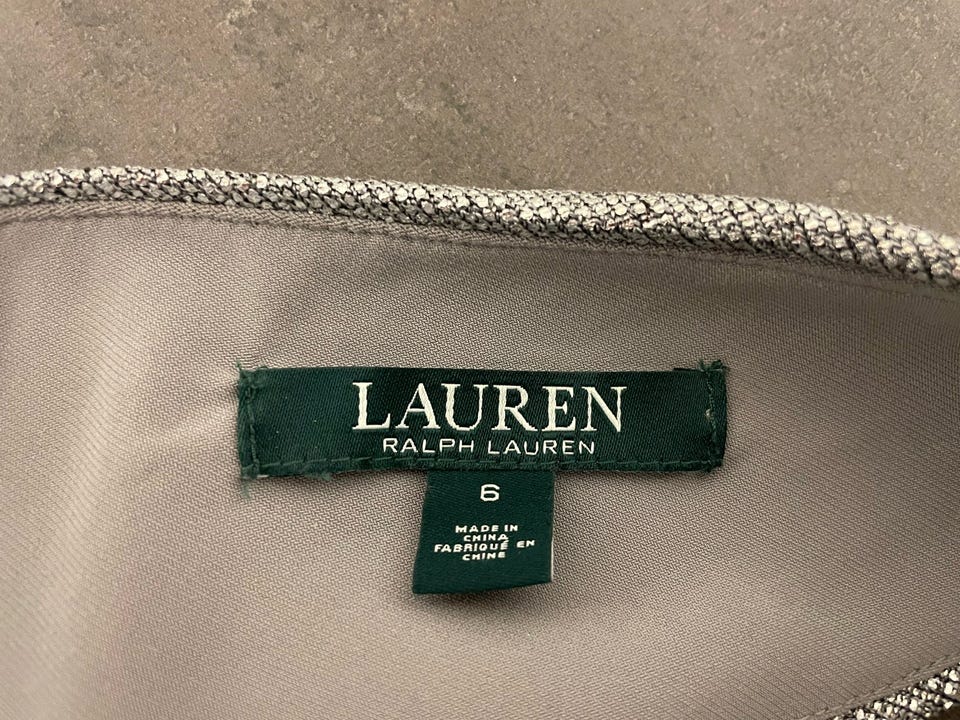 LAUREN
RALPH LAUREN
6
MADE IN
CHINA
FABRIQUÉ EN
CHINE